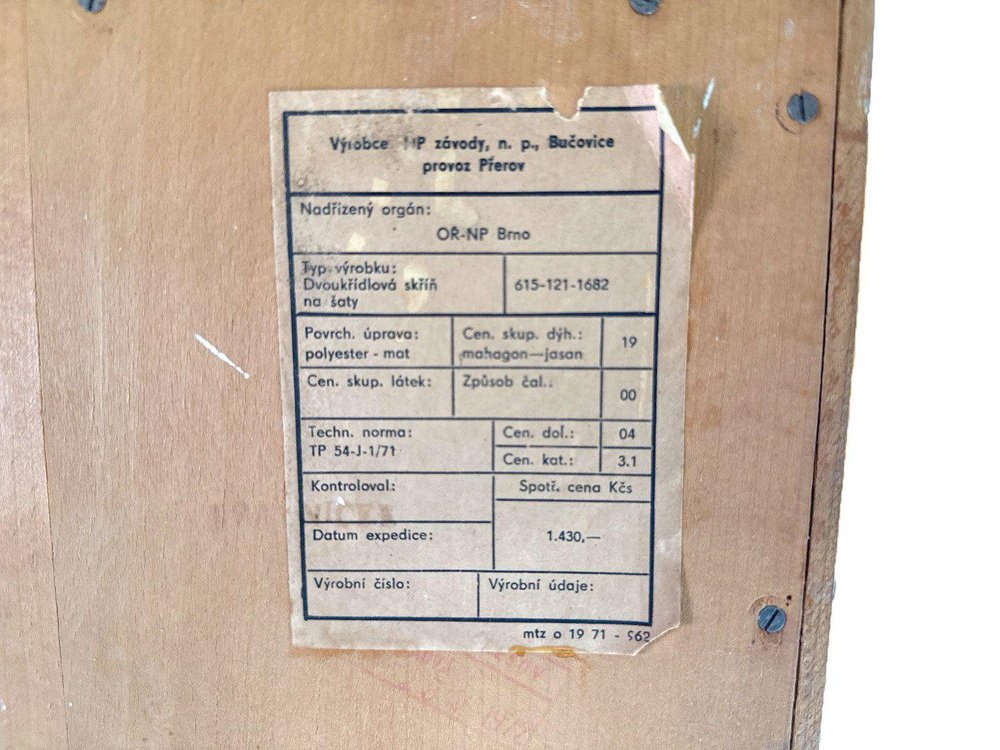 Výrobce NP závody, n. p., Bučovice
provoz Přerov
Nadřízený orgán:
OŘ-NP Brno
Typ výrobku:
Dvoukřídlová skříň
na šaty
615-121-1682
Povrch. úprava:
polyester - mat
Cen. skup. dýh.:
mahagon—jasan
19
Cen. skup. látek:
Způsob čal.:
00
Techn. norma:
TP 54-J-1/71
Cen. dol.:
04
Cen. kat.:
3.1
Kontroloval:
Spotř. cena Kčs
Datum expedice:
1.430,—
Výrobní číslo:
Výrobní údaje:
mtz o 19 71 - 962